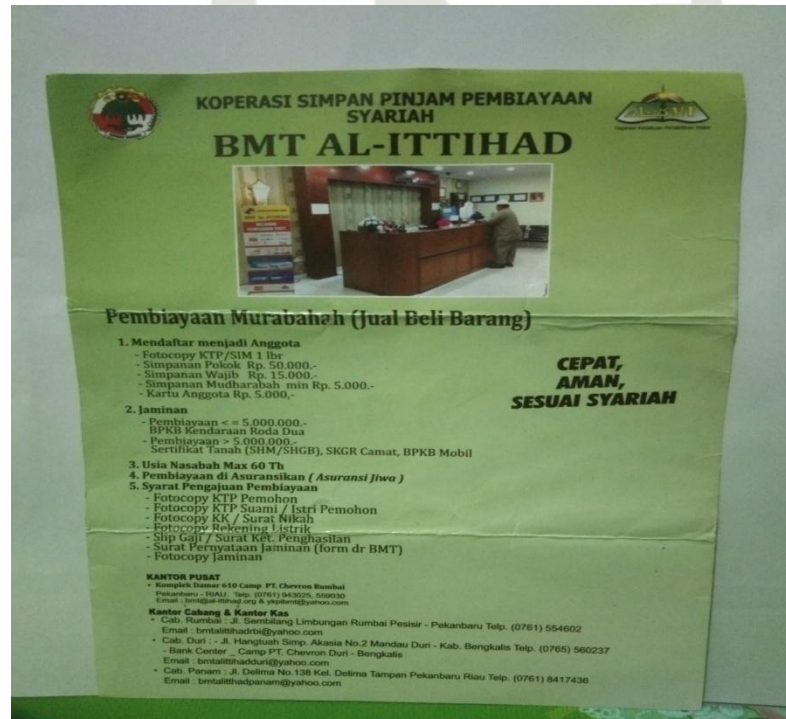 KOPERASI SIMPAN PINJAM PEMBIAYAAN
SYARIAH
BMT AL-ITTIHAD
Pembiayaan Murabahah (Jual Beli Barang)
1. Mendaftar menjadi Anggota
- Fotocopy KTP/SIM 1 lbr
- Simpanan Pokok Rp. 50.000.-
- Simpanan Wajib Rp. 15.000.-
- Simpanan Mudharabah min Rp. 5.000.-
- Kartu Anggota Rp. 5.000,-
CEPAT,
AMAN,
SESUAI SYARIAH
2. Jaminan
- Pembiayaan < = 5.000.000.-
BPKB Kendaraan Roda Dua
- Pembiayaan > 5.000.000.-
Sertifikat Tanah (SHM/SHGB), SKGR Camat, BPKB Mobil
3. Usia Nasabah Max 60 Th
4. Pembiayaan di Asuransikan ( Asuransi Jiwa )
5. Syarat Pengajuan Pembiayaan
- Fotocopy KTP Pemohon
- Fotocopy KTP Suami / Istri Pemohon
- Fotocopy KK / Surat Nikah
- Fotocopy Rekening Listrik
- Slip Gaji / Surat Ket. Penghasilan
- Surat Pernyataan Jaminan (form dr BMT)
- Fotocopy Jaminan
KANTOR PUSAT
• Komplek Damar 610 Camp PT. Chevron Rumbai
Pekanbaru - RIAU. Telp. (0761) 943025, 559030
Email : bmt@al-ittihad.org & ykpibmt@yahoo.com
Kantor Cabang & Kantor Kas
• Cab. Rumbai : Jl. Sembilang Limbungan Rumbai Pesisir - Pekanbaru Telp. (0761) 554602
Email : bmtalittihadrbi@yahoo.com
• Cab. Duri : - Jl. Hangtuah Simp. Akasia No.2 Mandau Duri - Kab. Bengkalis Telp. (0765) 560237
- Bank Center _ Camp PT. Chevron Duri - Bengkalis
Email : bmtalittihadduri@yahoo.com
• Cab. Panam : Jl. Delima No.138 Kel. Delima Tampan Pekanbaru Riau Telp. (0761) 8417436
Email : bmtalitthadpanam@yahoo.com